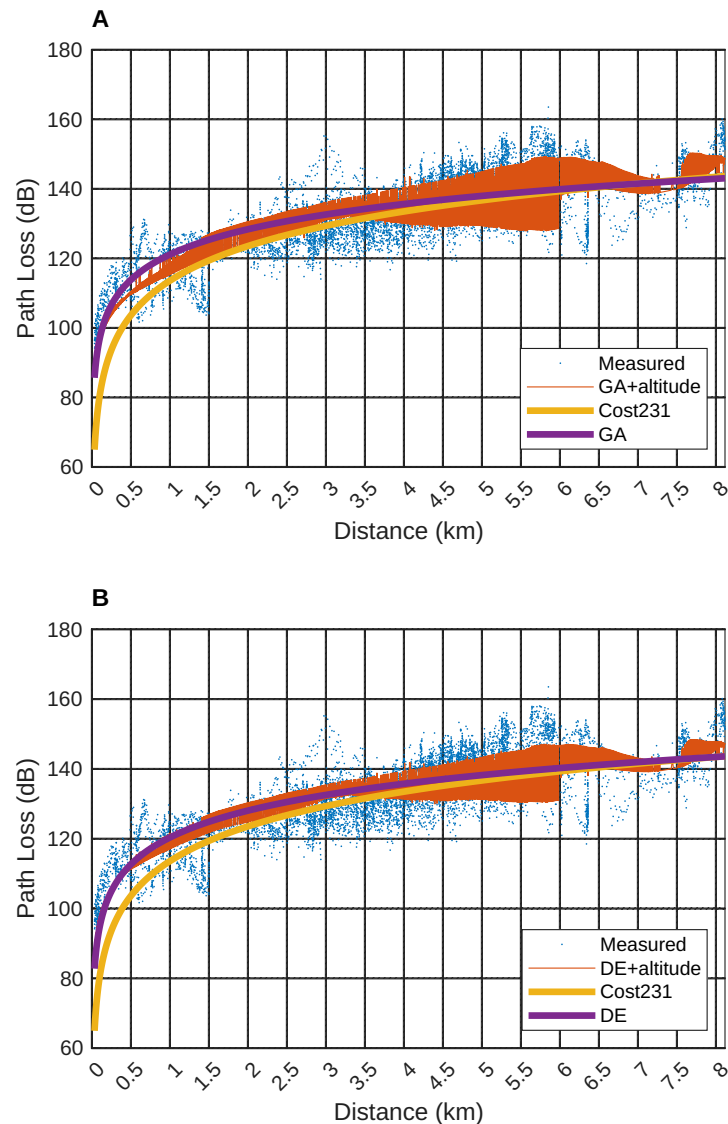 A
180
160
140
120
100
80
60
Path Loss (dB)
Measured
GA+altitude
Cost231
GA
0 0.5 1 1.5 2 2.5 3 3.5 4 4.5 5 5.5 6 6.5 7 7.5 8
Distance (km)
B
180
160
140
120
100
80
60
Path Loss (dB)
Measured
DE+altitude
Cost231
DE
0 0.5 1 1.5 2 2.5 3 3.5 4 4.5 5 5.5 6 6.5 7 7.5 8
Distance (km)